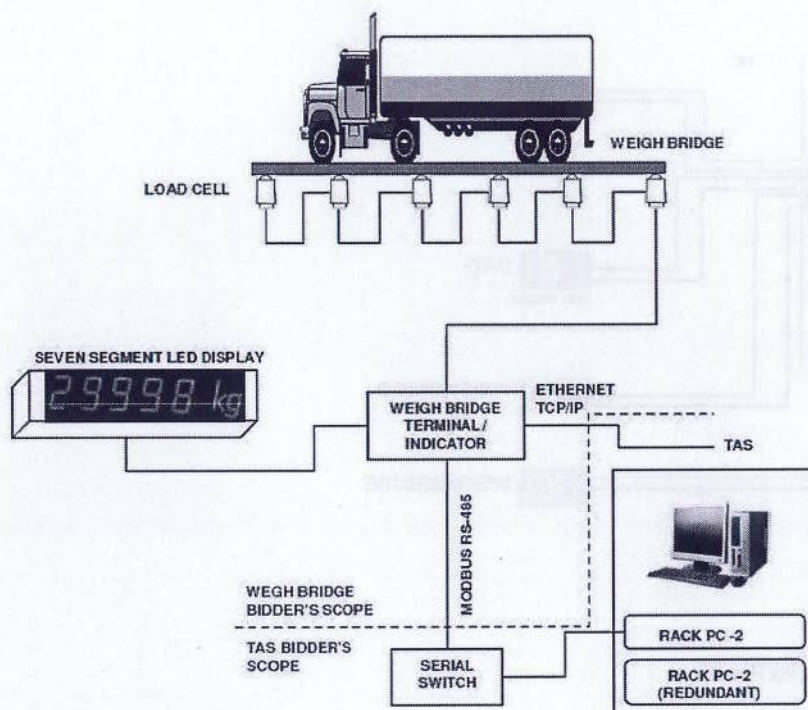 WEIGH BRIDGE
LOAD CELL
SEVEN SEGMENT LED DISPLAY
29998 kg
WEIGH BRIDGE
TERMINAL /
INDICATOR
ETHERNET
TCP/IP
TAS
MODBUS RS-485
WEGH BRIDGE
BIDDER'S SCOPE
TAS BIDDER'S
SCOPE
SERIAL
SWITCH
RACK PC -2
RACK PC -2
(REDUNDANT)